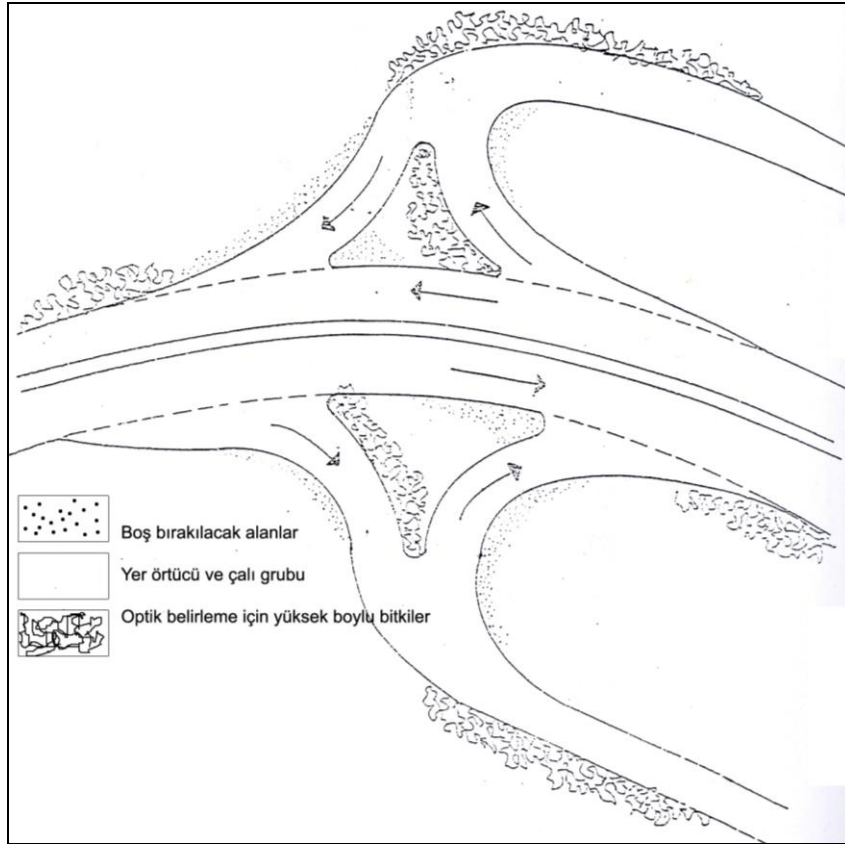 Boş bırakılacak alanlar
Yer örtücü ve çalı grubu
Optik belirleme için yüksek boylu bitkiler